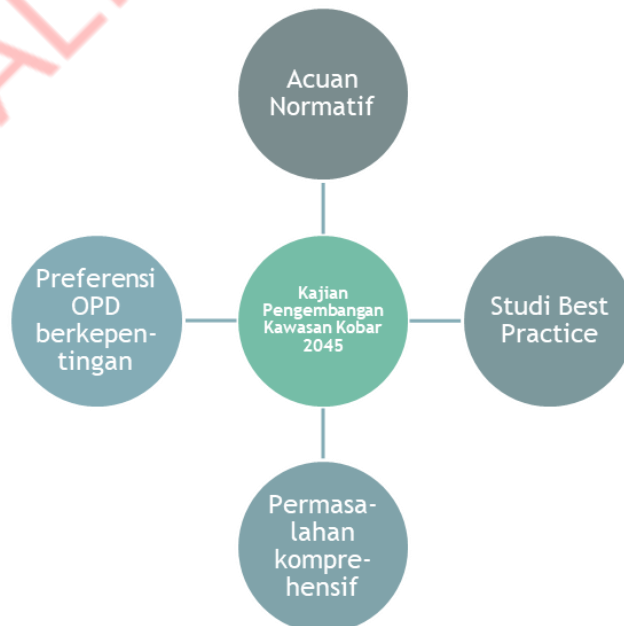 Acuan
Normatif
Preferensi
OPD
berkepen-
tingan
Kajian
Pengembangan
Kawasan Kobar
2045
Studi Best
Practice
Permasa-
lahan
kompre-
hensif